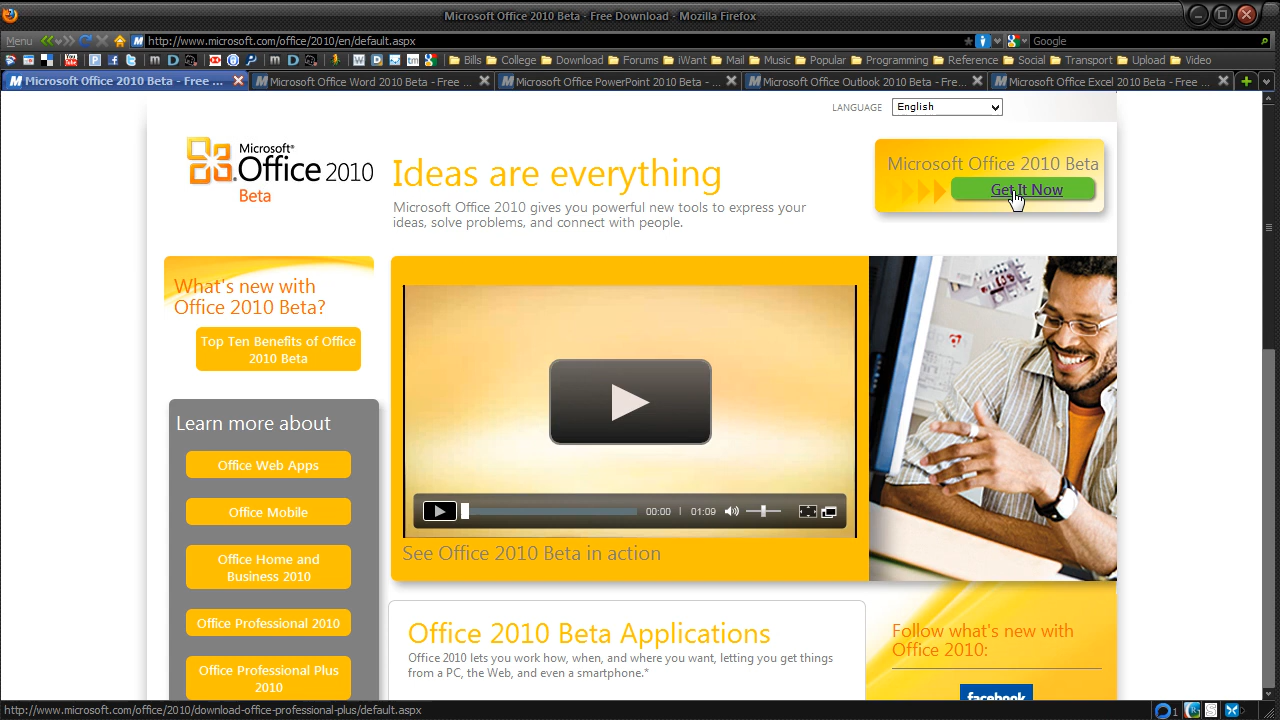 Microsoft Office 2010 Beta - Free Download - Mozilla Firefox
Menu
http://www.microsoft.com/office/2010/en/default.aspx
Google
Bills College Download Forums iWant Mail Music Popular Programming Reference Social Transport Upload Video
Microsoft Office 2010 Beta - Free ...
Microsoft Office Word 2010 Beta - Free ...
Microsoft Office PowerPoint 2010 Beta - ...
Microsoft Office Outlook 2010 Beta - Fre...
Microsoft Office Excel 2010 Beta - Free ...
LANGUAGE English
Microsoft®
Office 2010
Beta
Ideas are everything
Microsoft Office 2010 gives you powerful new tools to express your
ideas, solve problems, and connect with people.
Microsoft Office 2010 Beta
Get It Now
What's new with
Office 2010 Beta?
Top Ten Benefits of Office
2010 Beta
Learn more about
Office Web Apps
Office Mobile
Office Home and
Business 2010
Office Professional 2010
Office Professional Plus
2010
00:00 | 01:09
See Office 2010 Beta in action
Office 2010 Beta Applications
Office 2010 lets you work how, when, and where you want, letting you get things
from a PC, the Web, and even a smartphone.*
Follow what's new with
Office 2010:
facebook
http://www.microsoft.com/office/2010/download-office-professional-plus/default.aspx
1